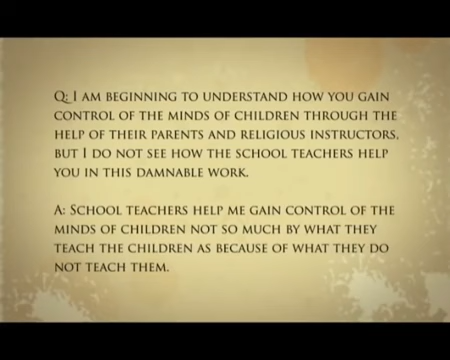 Q: I AM BEGINNING TO UNDERSTAND HOW YOU GAIN
CONTROL OF THE MINDS OF CHILDREN THROUGH THE
HELP OF THEIR PARENTS AND RELIGIOUS INSTRUCTORS,
BUT I DO NOT SEE HOW THE SCHOOL TEACHERS HELP
YOU IN THIS DAMNABLE WORK.
A: SCHOOL TEACHERS HELP ME GAIN CONTROL OF THE
MINDS OF CHILDREN NOT SO MUCH BY WHAT THEY
TEACH THE CHILDREN AS BECAUSE OF WHAT THEY DO
NOT TEACH THEM.